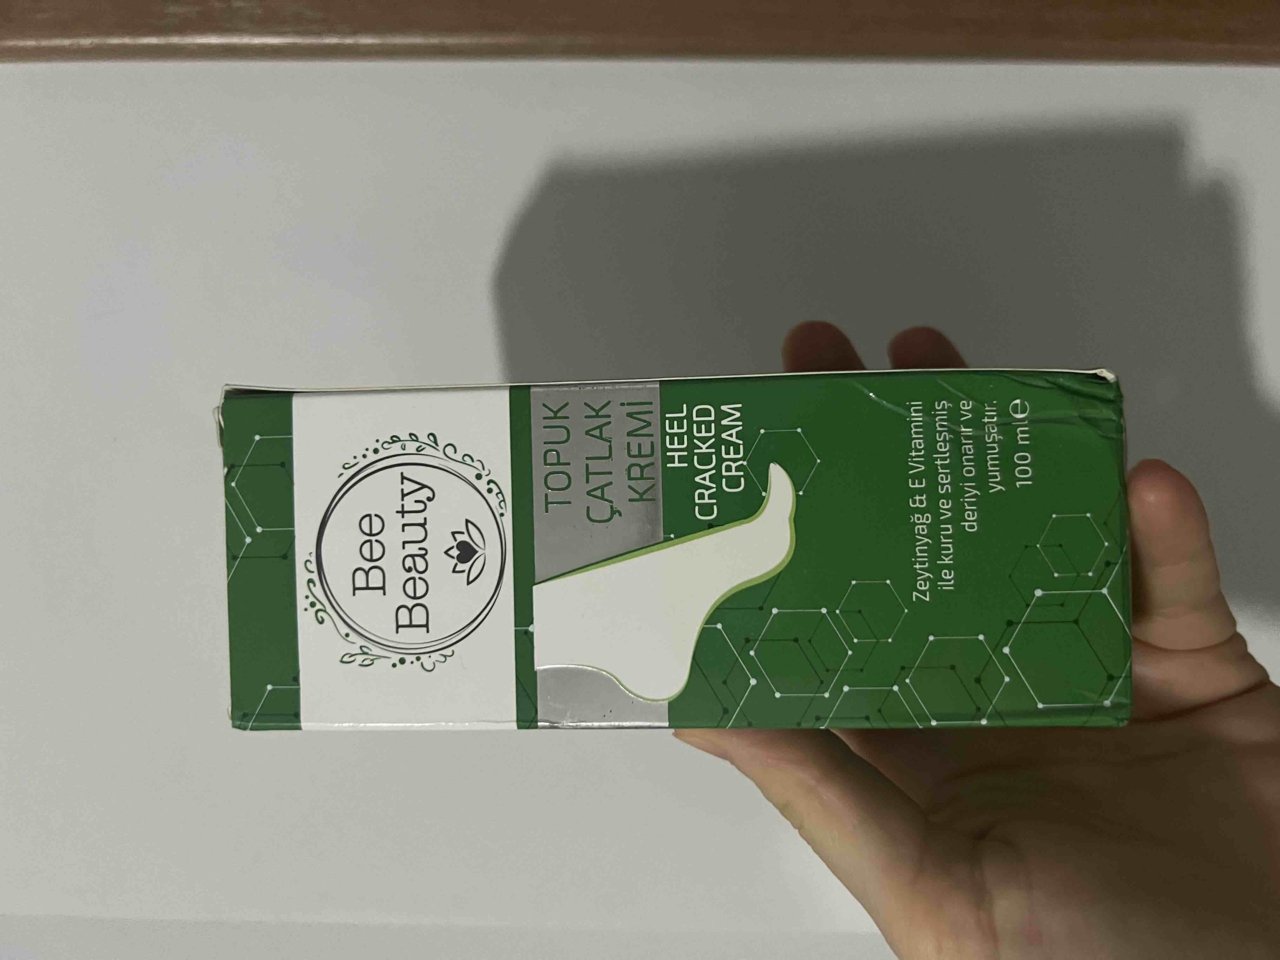 Bee
Beauty
TOPUK
ÇATLAK
KREMİ
HEEL
CRACKED
CREAM
Zeytinyağ & E Vitamini
ile kuru ve sertleşmiş
deriyi onarır ve
yumuşatır.
100 ml e